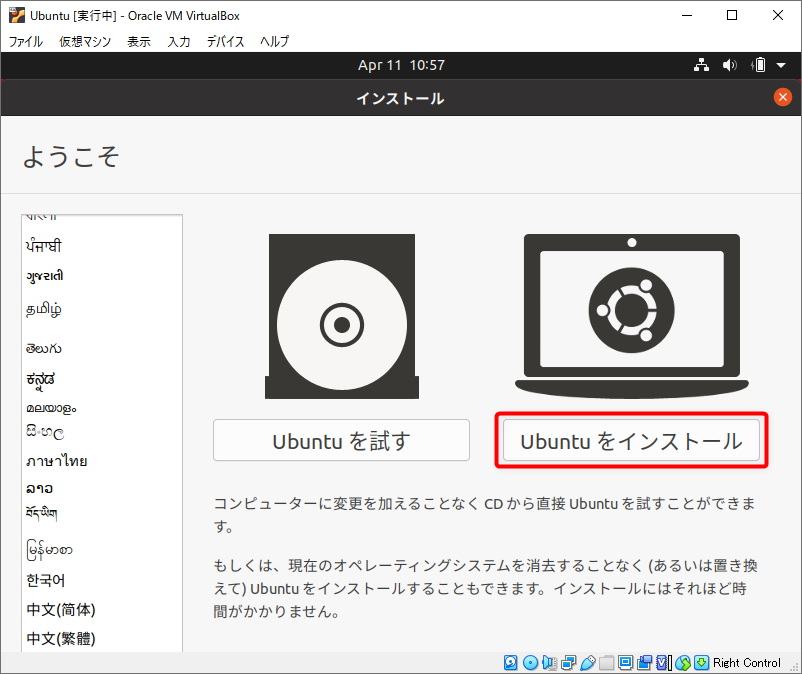 Ubuntu [実行中] - Oracle VM VirtualBox
ファイル 仮想マシン 表示 入力 デバイス ヘルプ
Apr 11 10:57
インストール
ようこそ
ਪੰਜਾਬੀ
ગુજરાતી
தமிழ்
తెలుగు
ಕನ್ನಡ
മലയാളം
සිංහල
ภาษาไทย
ລາວ
བོད་ཡིག
မြန်မာစာ
한국어
中文(简体)
中文(繁體)
Ubuntu を試す
Ubuntu をインストール
コンピューターに変更を加えることなく CD から直接 Ubuntu を試すことができま
す。
もしくは、現在のオペレーティングシステムを消去することなく (あるいは置き換
えて) Ubuntu をインストールすることもできます。インストールにはそれほど時
間がかかりません。
Right Control